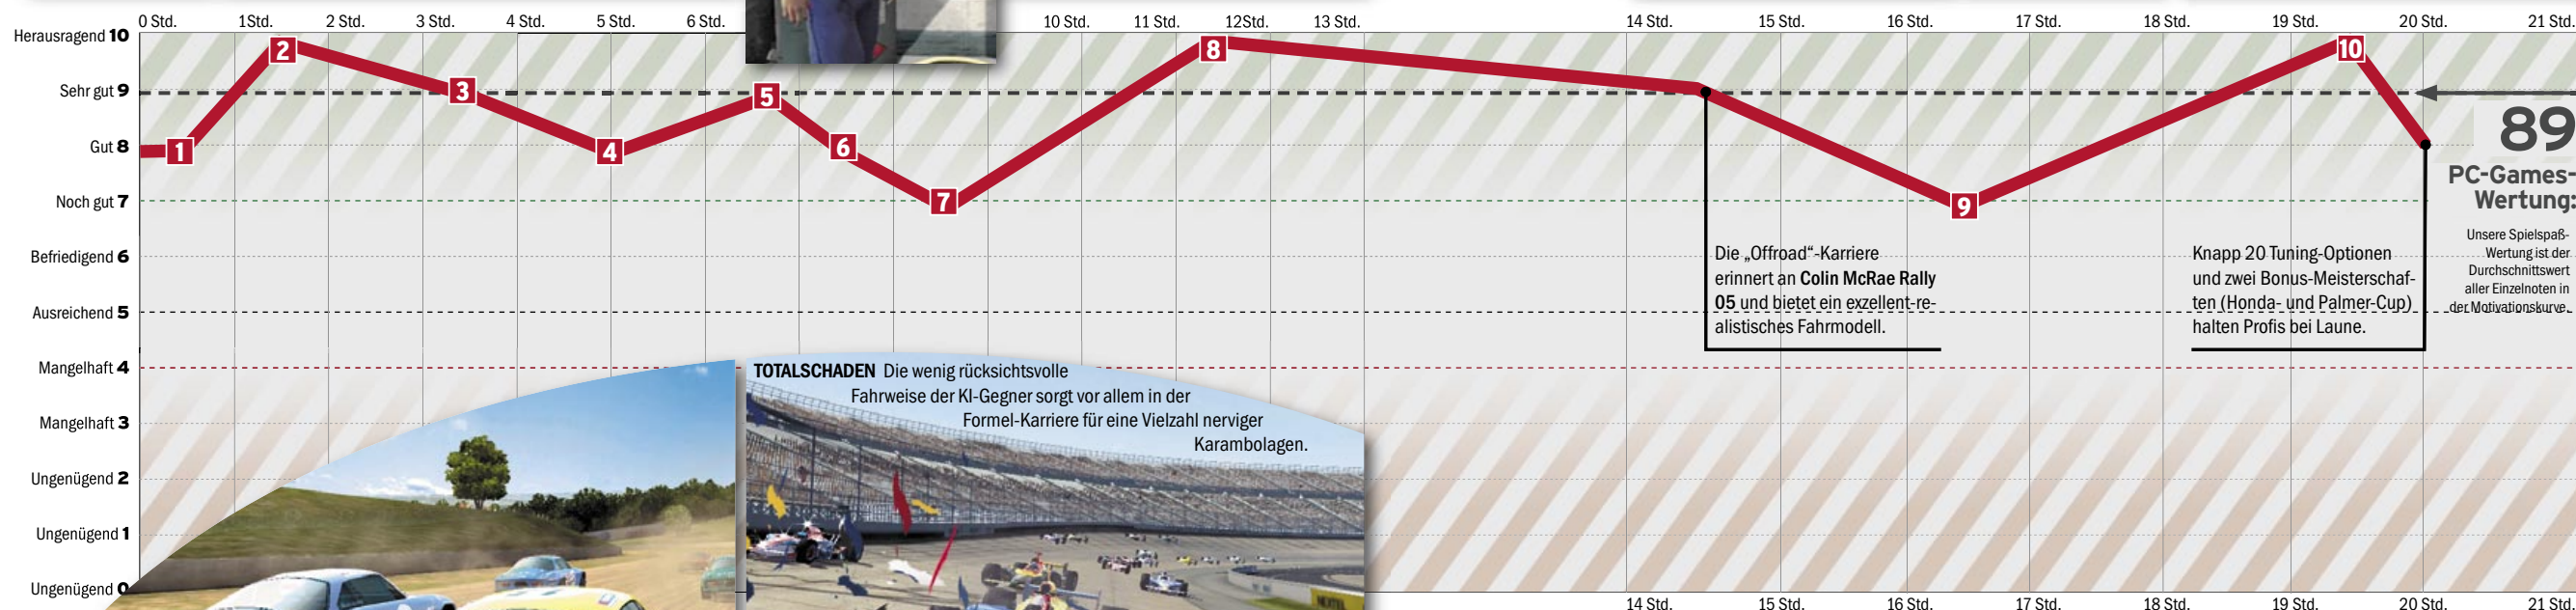 0 Std. 1Std. 2 Std. 3 Std. 4 Std. 5 Std. 6 Std. 10 Std. 11 Std. 12Std. 13 Std. 14 Std. 15 Std. 16 Std. 17 Std. 18 Std. 19 Std. 20 Std. 21 Std.
Herausragend 10
Sehr gut 9
Gut 8
Noch gut 7
Befriedigend 6
Ausreichend 5
Mangelhaft 4
Mangelhaft 3
Ungenügend 2
Ungenügend 1
Ungenügend 0
1
2
3
4
5
6
7
8
9
10
Die „Offroad“-Karriere
erinnert an Colin McRae Rally
05 und bietet ein exzellent-re-
alistisches Fahrmodell.
Knapp 20 Tuning-Optionen
und zwei Bonus-Meisterschaf-
ten (Honda- und Palmer-Cup)
halten Profis bei Laune.
89
PC-Games-
Wertung:
Unsere Spielspaß-
Wertung ist der
Durchschnittswert
aller Einzelnoten in
der Motivationskurve.
TOTALSCHADEN Die wenig rücksichtsvolle
Fahrweise der KI-Gegner sorgt vor allem in der
Formel-Karriere für eine Vielzahl nerviger
Karambolagen.
14 Std. 15 Std. 16 Std. 17 Std. 18 Std. 19 Std. 20 Std. 21 Std.